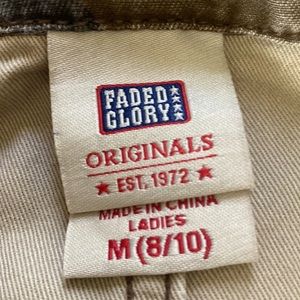 FADED
GLORY
ORIGINALS
★ EST. 1972 ★
MADE IN CHINA
LADIES
M (8/10)